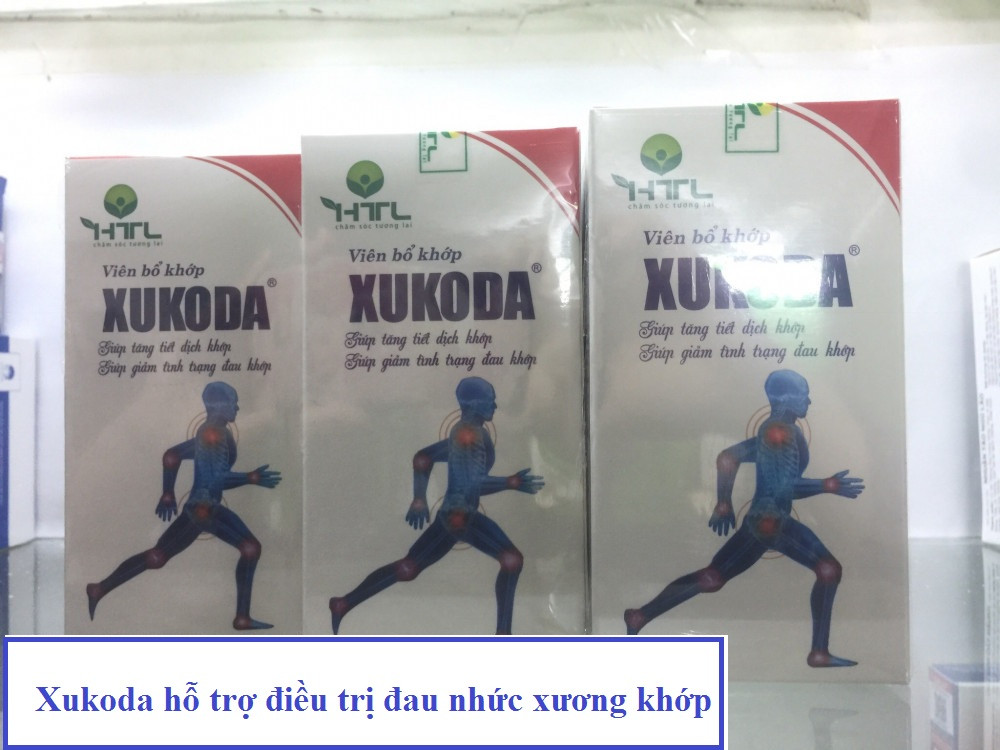 HTL
chăm sóc tương lai
Viên bổ khớp
XUKODA®
Giúp tăng tiết dịch khớp
Giúp giảm tình trạng đau khớp
HTL
chăm sóc tương lai
Viên bổ khớp
XUKODA®
Giúp tăng tiết dịch khớp
Giúp giảm tình trạng đau khớp
HTL
chăm sóc tương lai
Viên bổ khớp
XUKODA®
Giúp tăng tiết dịch khớp
Giúp giảm tình trạng đau khớp
Xukoda hỗ trợ điều trị đau nhức xương khớp